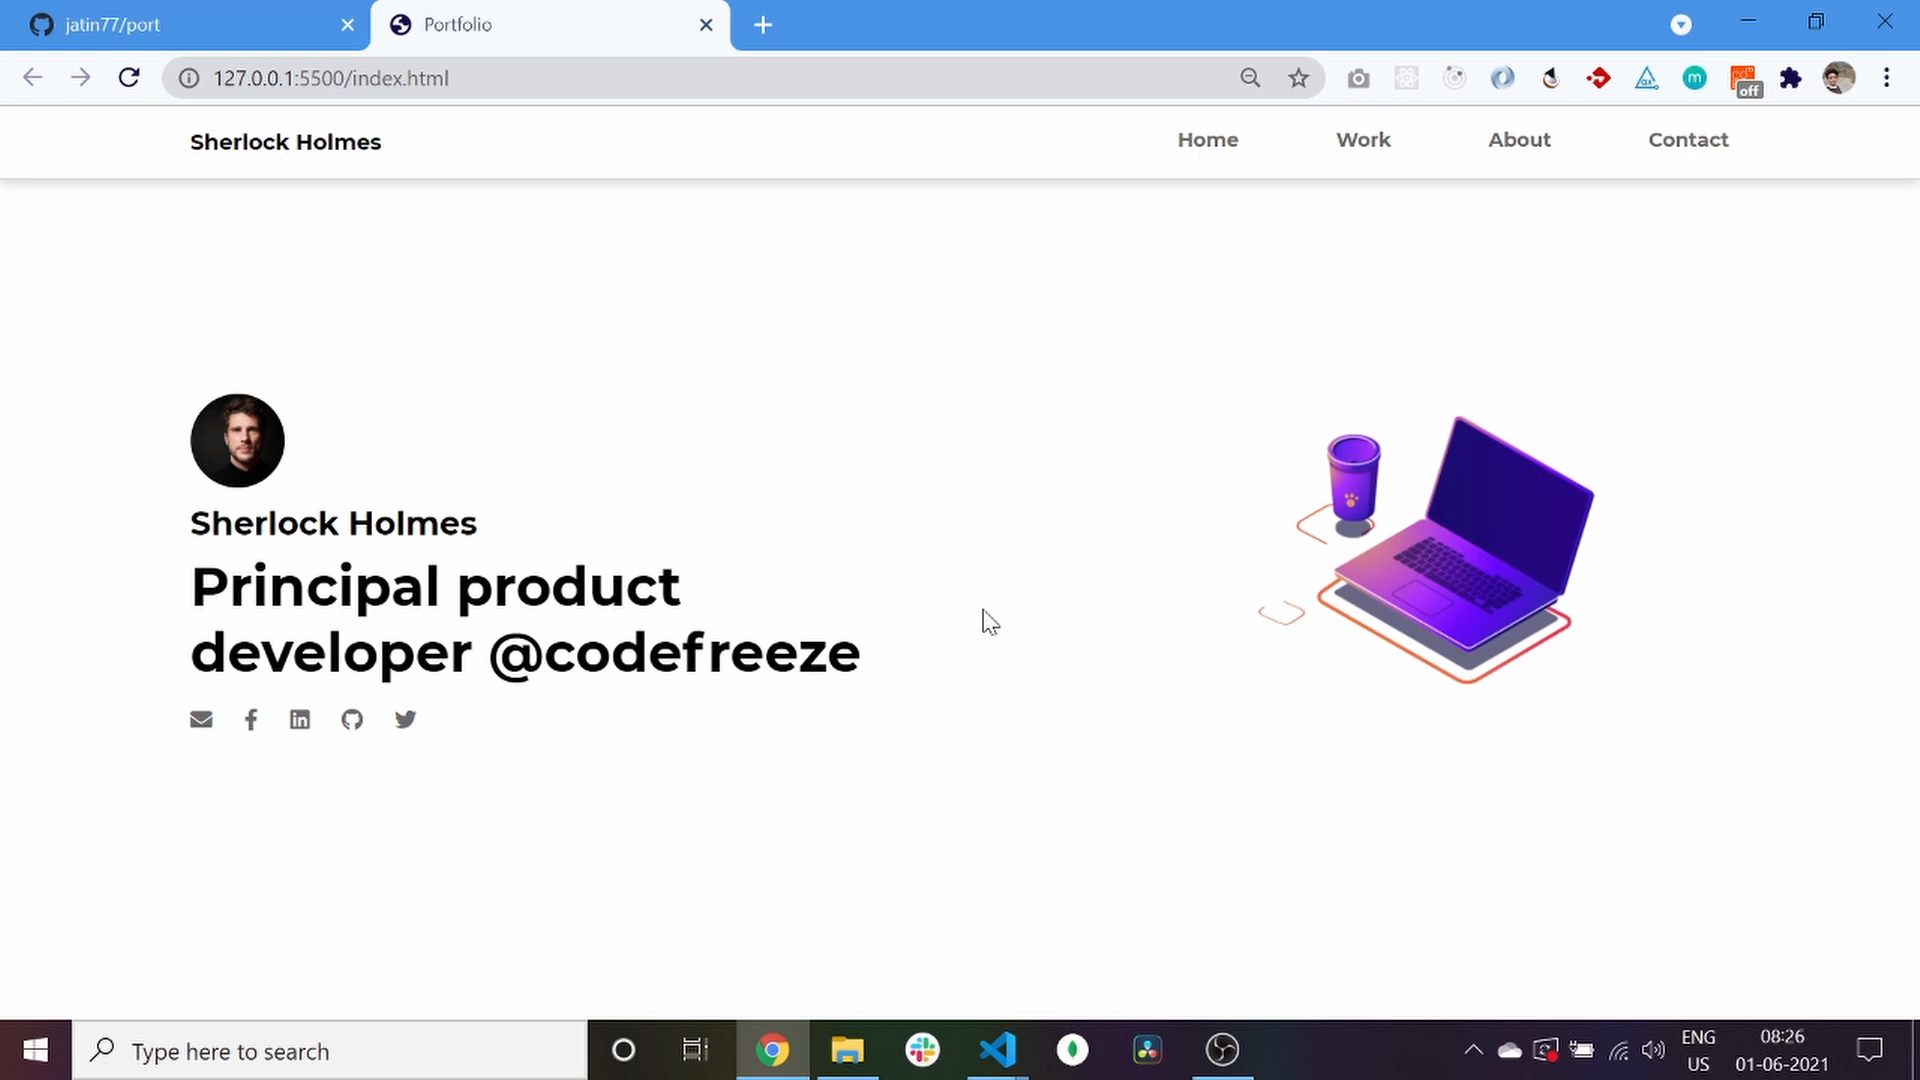 jatin77/port
Portfolio
127.0.0.1:5500/index.html
m
off
Sherlock Holmes
Home
Work
About
Contact
Sherlock Holmes
Principal product
developer @codefreeze
Type here to search
ENG
US
08:26
01-06-2021